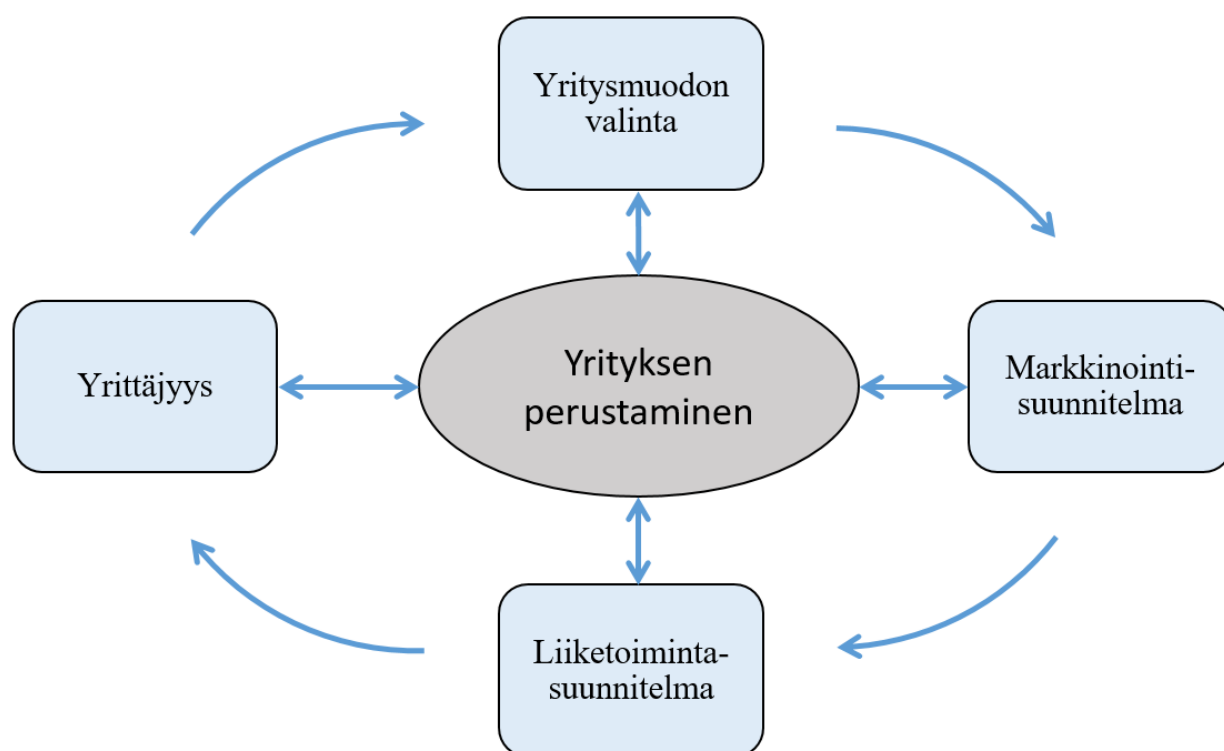 Yritysmuodon
valinta
Yrittäjyys
Yrityksen
perustaminen
Markkinointi-
suunnitelma
Liiketoiminta-
suunnitelma